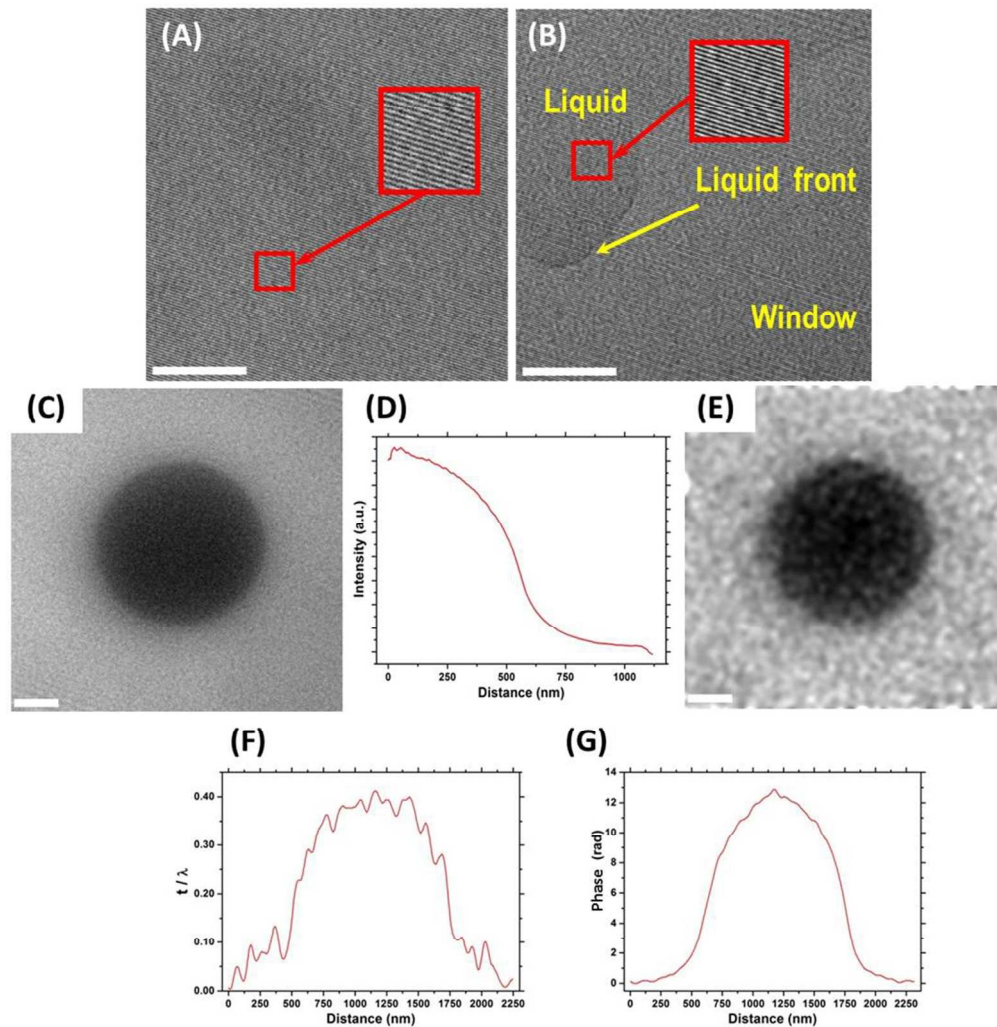 (A)
(B)
Liquid
Liquid front
Window
(C)
(D)
(E)
Intensity (a.u.)
0 250 500 750 1000
Distance (nm)
(F)
(G)
t / λ
0.40
0.30
0.20
0.10
0.00
0 250 500 750 1000 1250 1500 1750 2000 2250
Distance (nm)
Phase (rad)
14
12
10
8
6
4
2
0
0 250 500 750 1000 1250 1500 1750 2000 2250
Distance (nm)